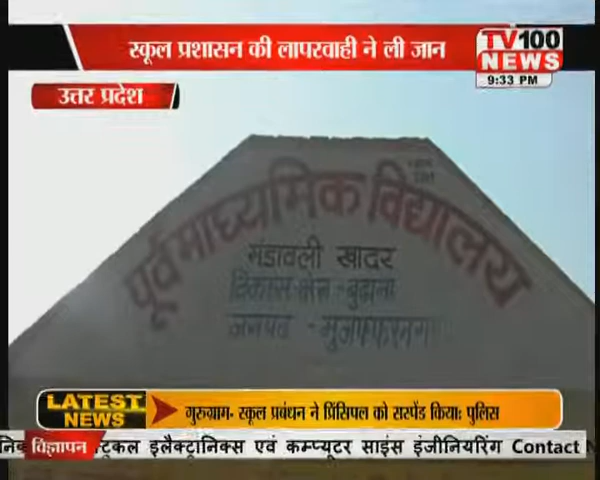 स्कूल प्रशासन की लापरवाही ने ली जान
TV100
NEWS
9:33 PM
उत्तर प्रदेश
पूर्व माध्यमिक विद्यालय
मंडावली खादर
विकास क्षेत्र - बुढ़ाना
जनपद - मुजफ्फरनगर
LATEST
NEWS
गुरुग्राम- स्कूल प्रबंधन ने प्रिंसिपल को सस्पेंड किया: पुलिस
विज्ञापन
ट्रिकल इलैक्ट्रानिक्स एवं कम्प्यूटर साइंस इंजीनियरिंग Contact